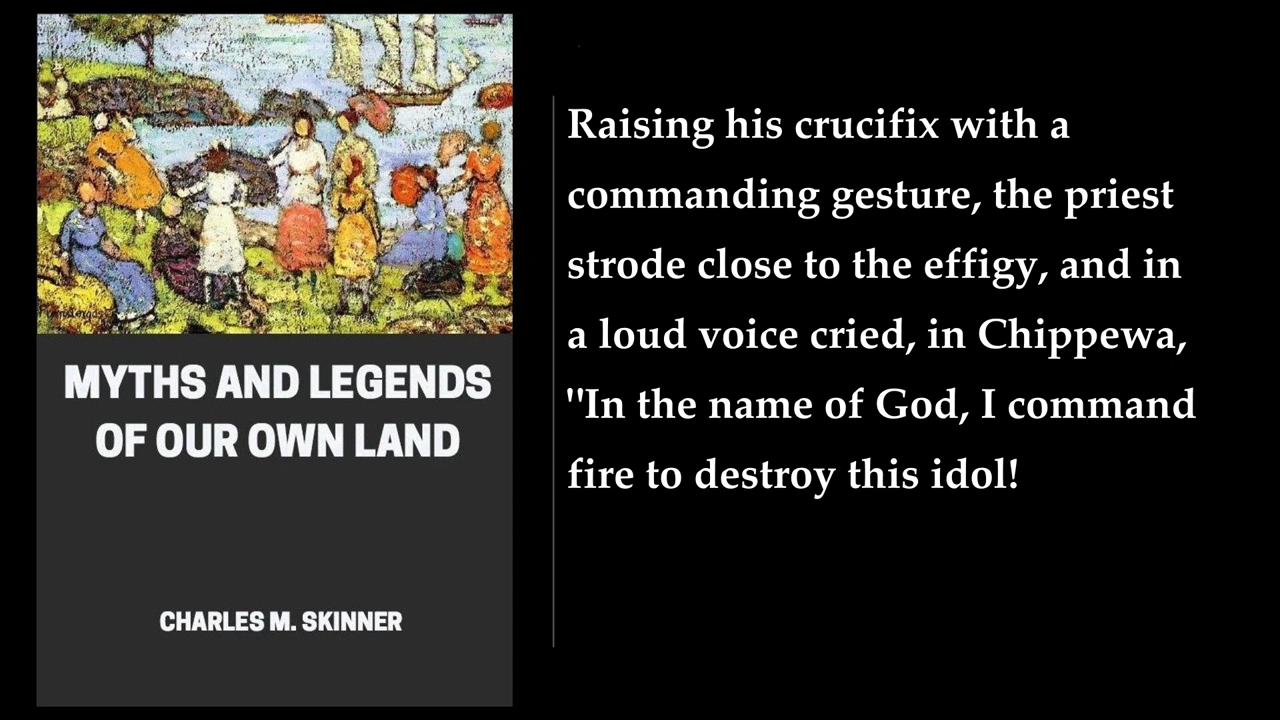 MYTHS AND LEGENDS
OF OUR OWN LAND
CHARLES M. SKINNER
Raising his crucifix with a
commanding gesture, the priest
strode close to the effigy, and in
a loud voice cried, in Chippewa,
"In the name of God, I command
fire to destroy this idol!